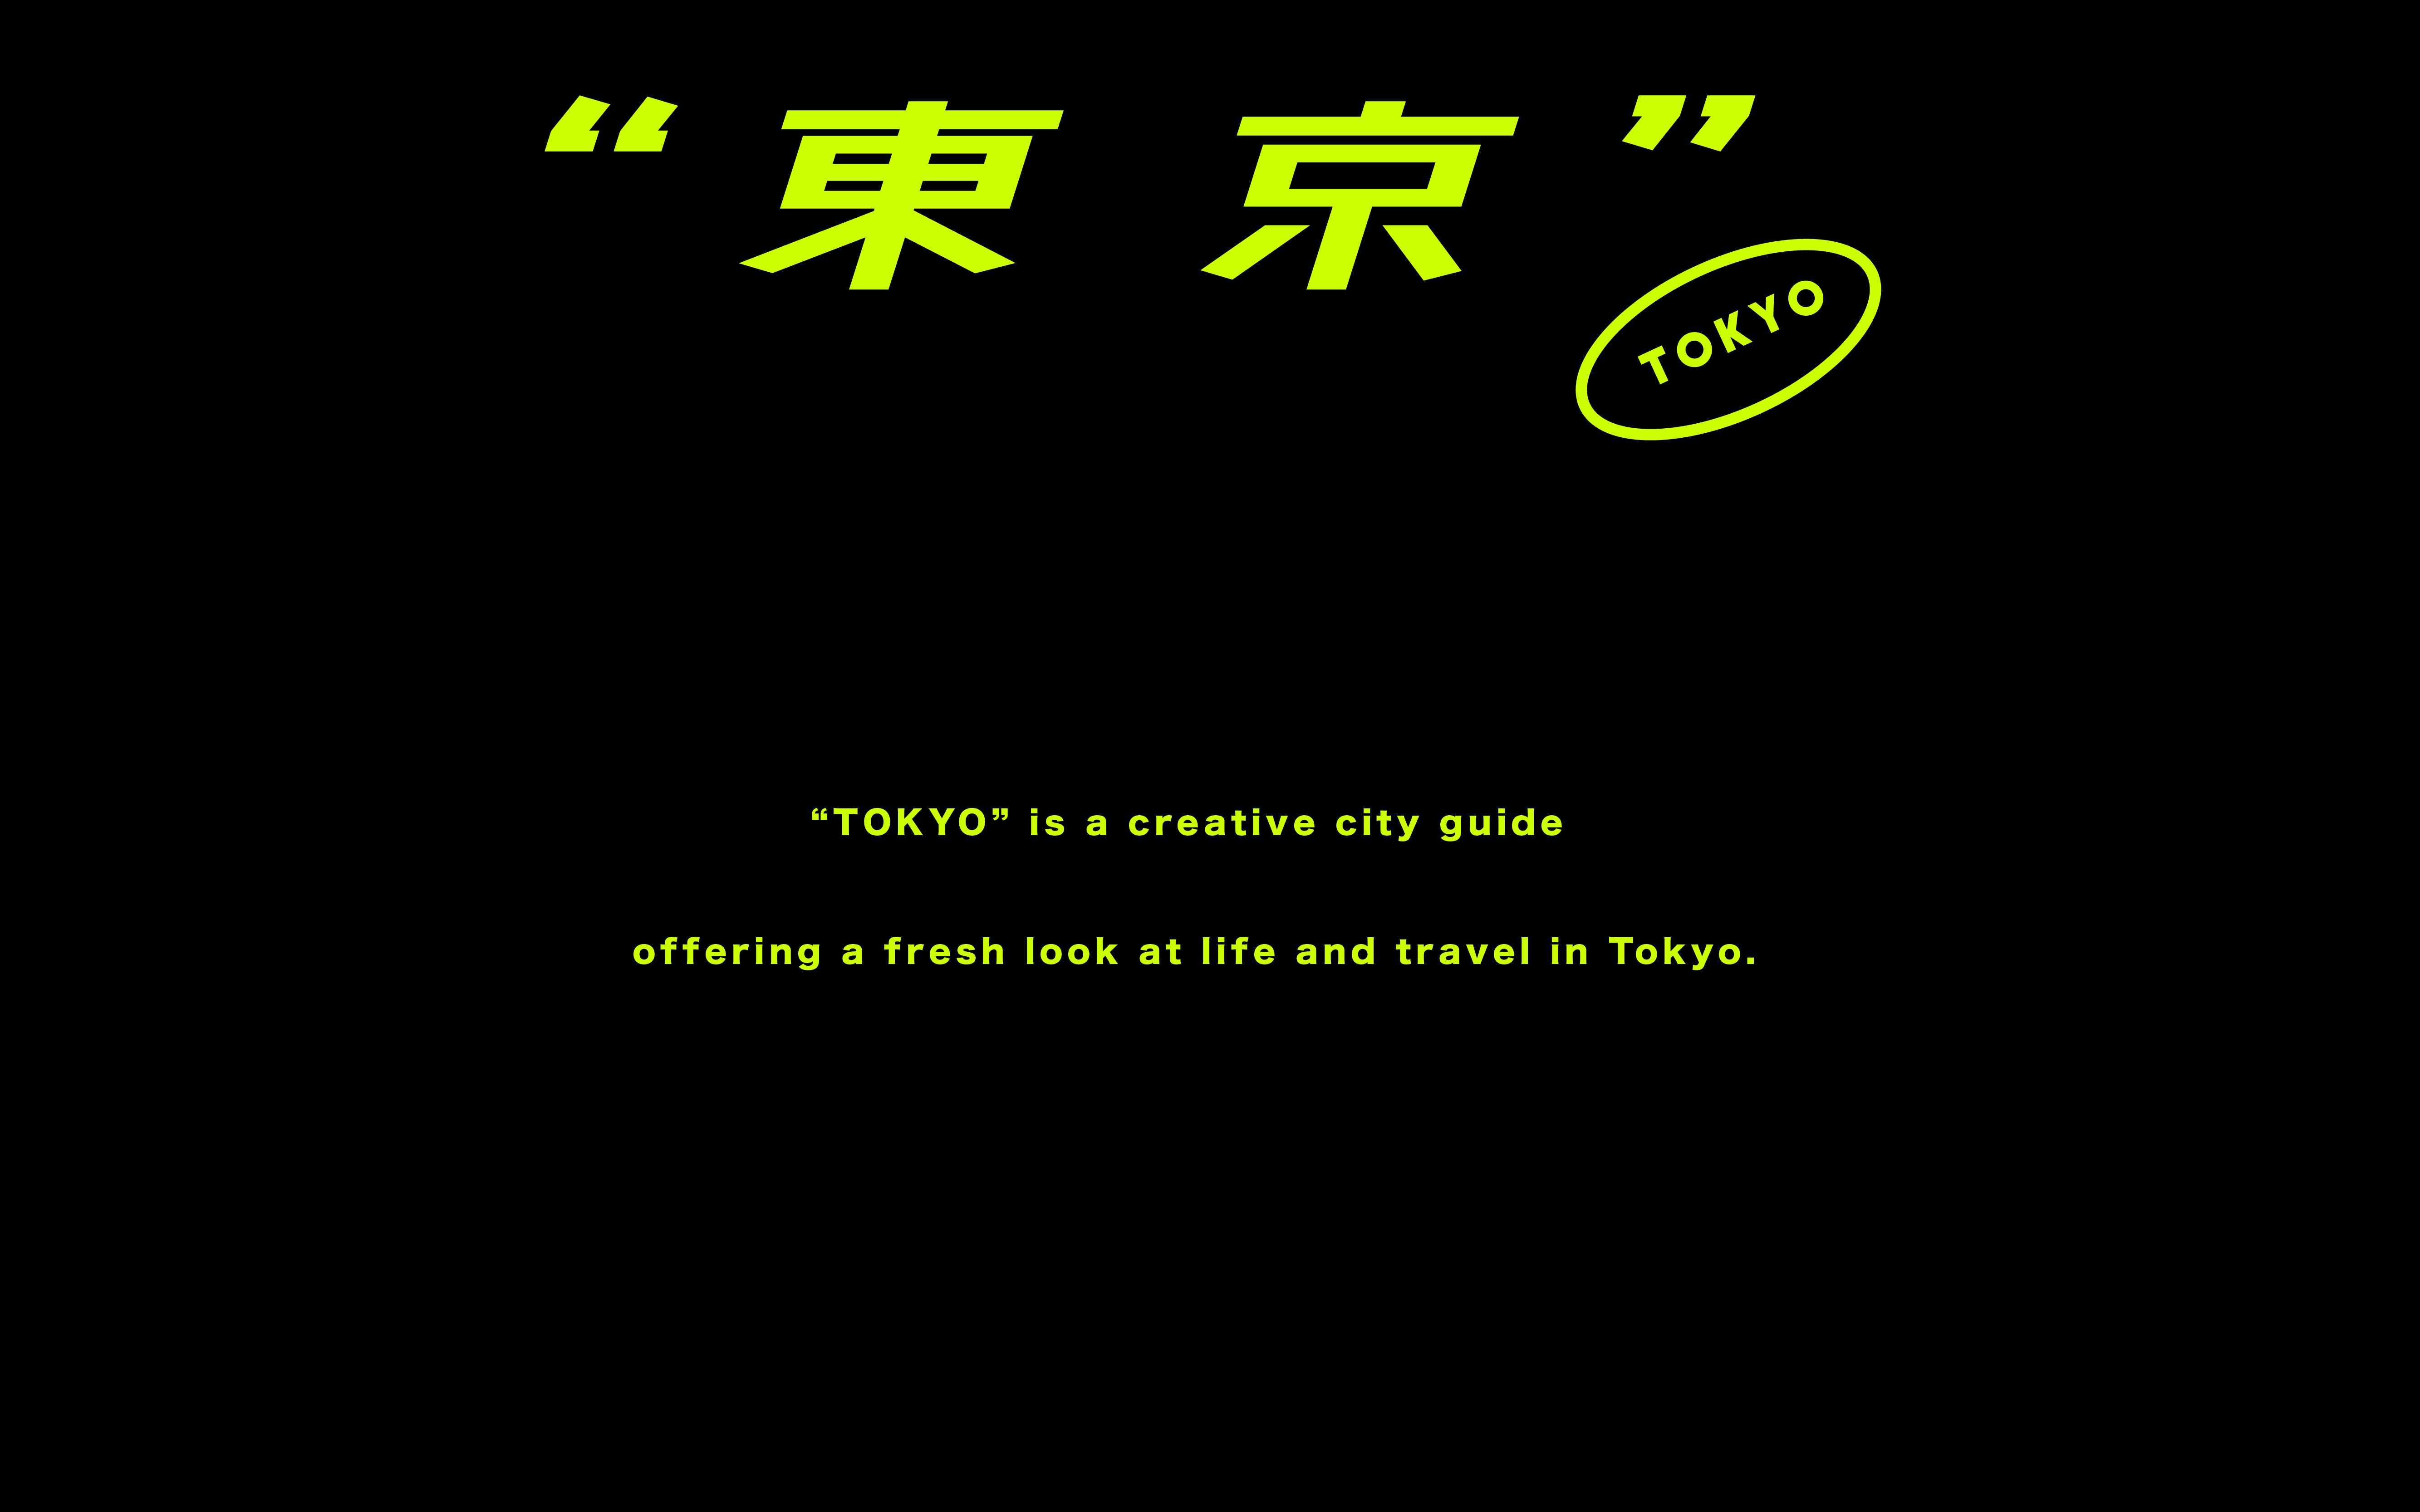 “東京”
TOKYO
“TOKYO” is a creative city guide
offering a fresh look at life and travel in Tokyo.